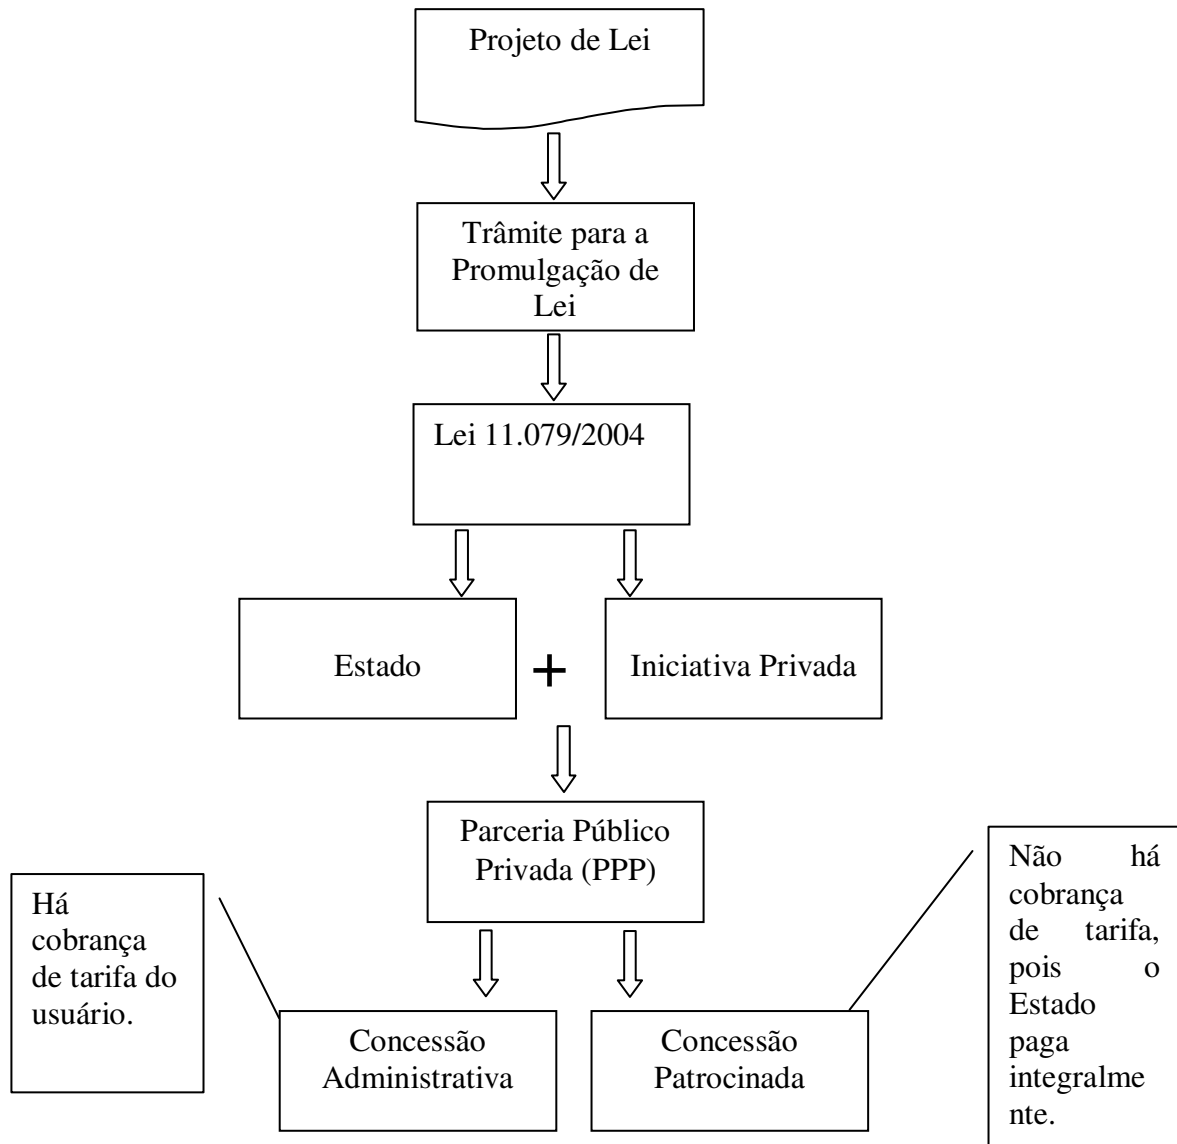 Projeto de Lei
Trâmite para a
Promulgação de
Lei
Lei 11.079/2004
Estado
+
Iniciativa Privada
Parceria Público
Privada (PPP)
Há
cobrança
de tarifa do
usuário.
Não há
cobrança
de tarifa,
pois o
Estado
paga
integralme
nte.
Concessão
Administrativa
Concessão
Patrocinada